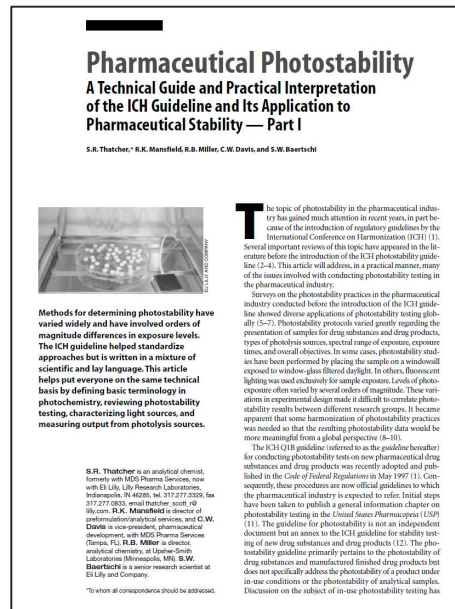 Pharmaceutical Photostability
A Technical Guide and Practical Interpretation
of the ICH Guideline and Its Application to
Pharmaceutical Stability — Part I
S.R. Thatcher,* R.K. Mansfield, R.B. Miller, C.W. Davis, and S.W. Baertschi
ELI LILLY AND COMPANY
Methods for determining photostability have
varied widely and have involved orders of
magnitude differences in exposure levels.
The ICH guideline helped standardize
approaches but is written in a mixture of
scientific and lay language. This article
helps put everyone on the same technical
basis by defining basic terminology in
photochemistry, reviewing photostability
testing, characterizing light sources, and
measuring output from photolysis sources.
S.R. Thatcher is an analytical chemist,
formerly with MDS Pharma Services, now
with Eli Lilly, Lilly Research Laboratories,
Indianapolis, IN 46285, tel. 317.277.3329, fax
317.277.0833, email thatcher_scott_r@
lilly.com. R.K. Mansfield is director of
preformulation/analytical services, and C.W.
Davis is vice-president, pharmaceutical
development, with MDS Pharma Services
(Tampa, FL). R.B. Miller is director,
analytical chemistry, at Upsher-Smith
Laboratories (Minneapolis, MN). S.W.
Baertschi is a senior research scientist at
Eli Lilly and Company.
*To whom all correspondence should be addressed.
The topic of photostability in the pharmaceutical indus-
try has gained much attention in recent years, in part be-
cause of the introduction of regulatory guidelines by the
International Conference on Harmonization (ICH) (1).
Several important reviews of this topic have appeared in the lit-
erature before the introduction of the ICH photostability guide-
line (2–4). This article will address, in a practical manner, many
of the issues involved with conducting photostability testing in
the pharmaceutical industry.
Surveys on the photostability practices in the pharmaceutical
industry conducted before the introduction of the ICH guide-
line showed diverse applications of photostability testing glob-
ally (5–7). Photostability protocols varied greatly regarding the
presentation of samples for drug substances and drug products,
types of photolysis sources, spectral range of exposure, exposure
times, and overall objectives. In some cases, photostability stud-
ies have been performed by placing the sample on a windowsill
exposed to window-glass filtered daylight. In others, fluorescent
lighting was used exclusively for sample exposure. Levels of photo-
exposure often varied by several orders of magnitude. These vari-
ations in experimental design made it difficult to correlate photo-
stability results between different research groups. It became
apparent that some harmonization of photostability practices
was needed so that the resulting photostability data would be
more meaningful from a global perspective (8–10).
The ICH Q1B guideline (referred to as the guideline hereafter)
for conducting photostability tests on new pharmaceutical drug
substances and drug products was recently adopted and pub-
lished in the Code of Federal Regulations in May 1997 (1). Con-
sequently, these procedures are now official guidelines to which
the pharmaceutical industry is expected to refer. Initial steps
have been taken to publish a general information chapter on
photostability testing in the United States Pharmacopeia (USP)
(11). The guideline for photostability is not an independent
document but an annex to the ICH guideline for stability test-
ing of new drug substances and products (12). The pho-
tostability guideline primarily pertains to the photostability of
drug substances and manufactured finished drug products but
does not specifically address the photostability of a product under
in-use conditions or the photostability of analytical samples.
Discussion on the subject of in-use photostability testing has